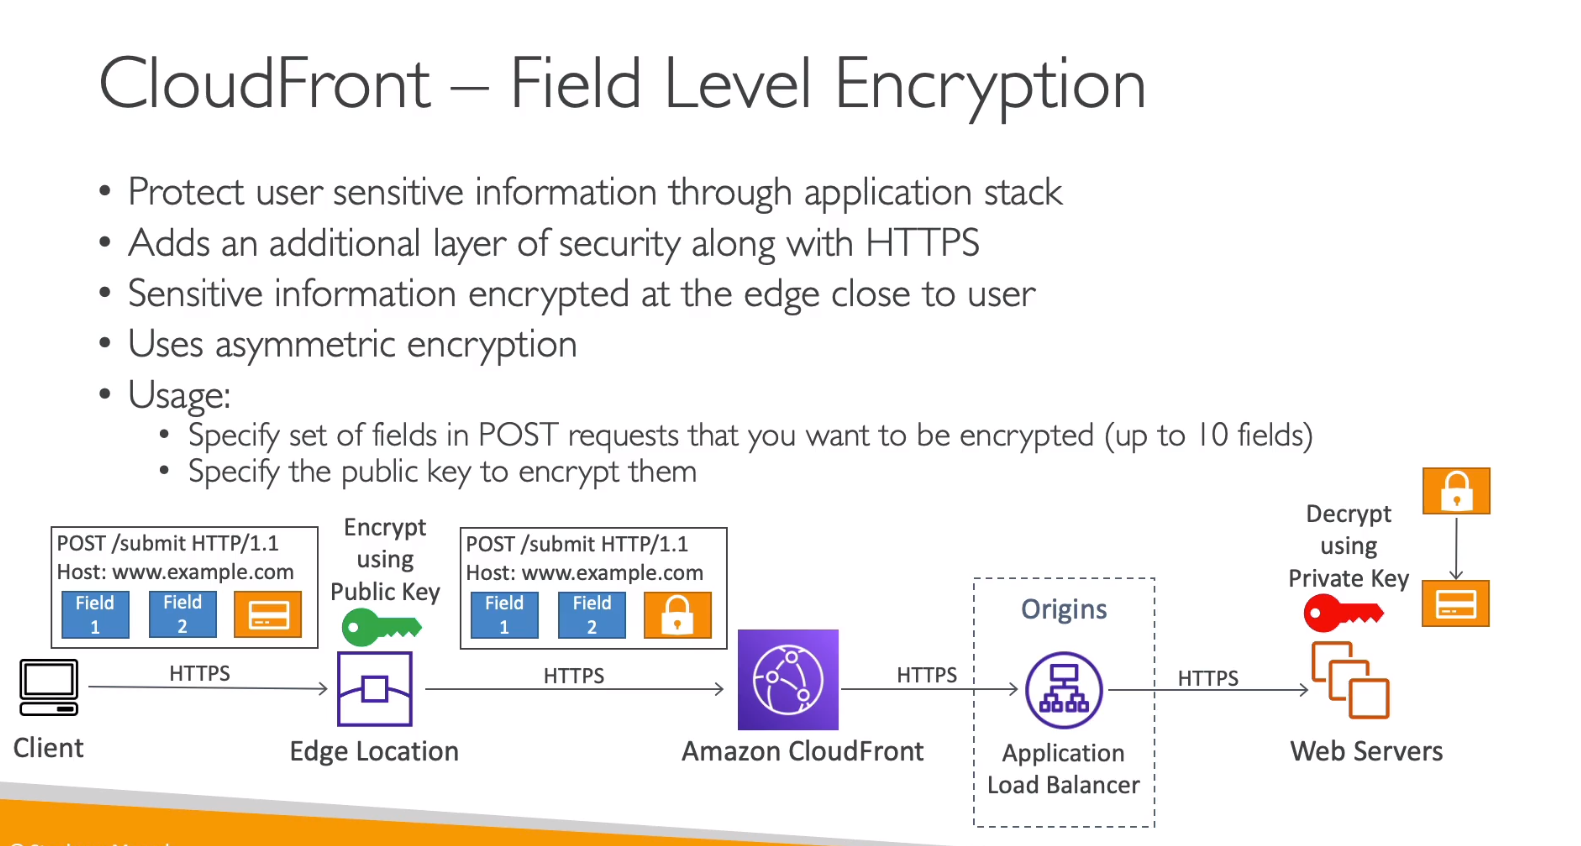 CloudFront – Field Level Encryption
• Protect user sensitive information through application stack
• Adds an additional layer of security along with HTTPS
• Sensitive information encrypted at the edge close to user
• Uses asymmetric encryption
• Usage:
• Specify set of fields in POST requests that you want to be encrypted (up to 10 fields)
• Specify the public key to encrypt them
POST /submit HTTP/1.1
Host: www.example.com
Field
1
Field
2
Encrypt
using
Public Key
POST /submit HTTP/1.1
Host: www.example.com
Field
1
Field
2
Decrypt
using
Private Key
Origins
HTTPS
HTTPS
HTTPS
HTTPS
Client
Edge Location
Amazon CloudFront
Application
Load Balancer
Web Servers